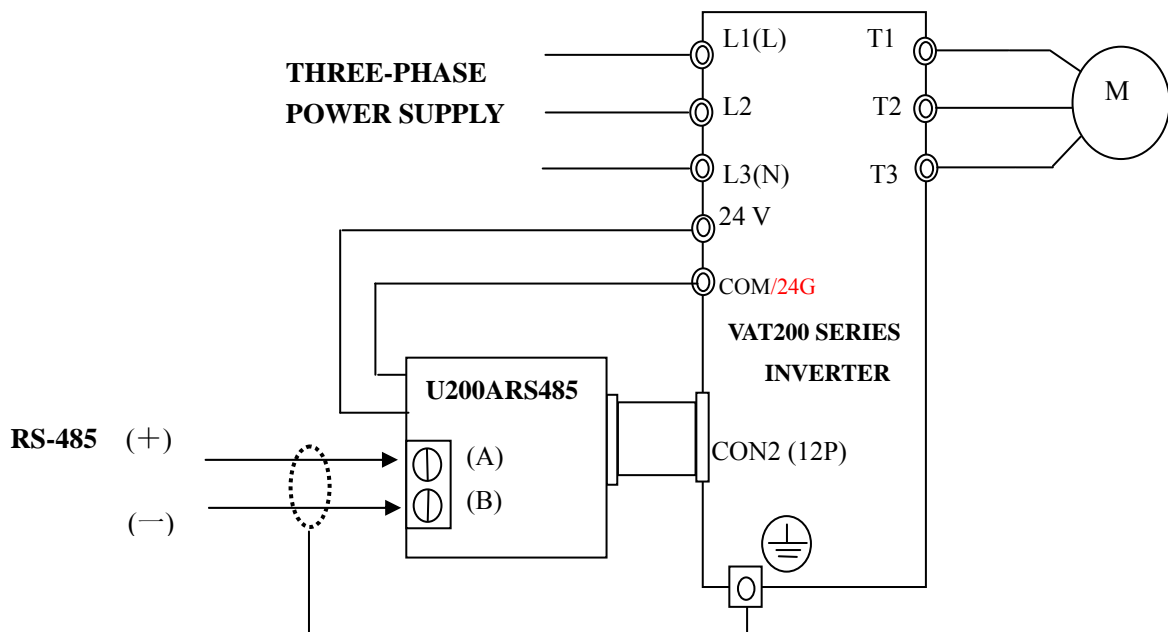 L1(L)
T1
THREE-PHASE
POWER SUPPLY
L2
T2
M
L3(N)
T3
24 V
COM/24G
VAT200 SERIES
INVERTER
U200ARS485
RS-485 (+)
(A)
CON2 (12P)
(B)
(一)